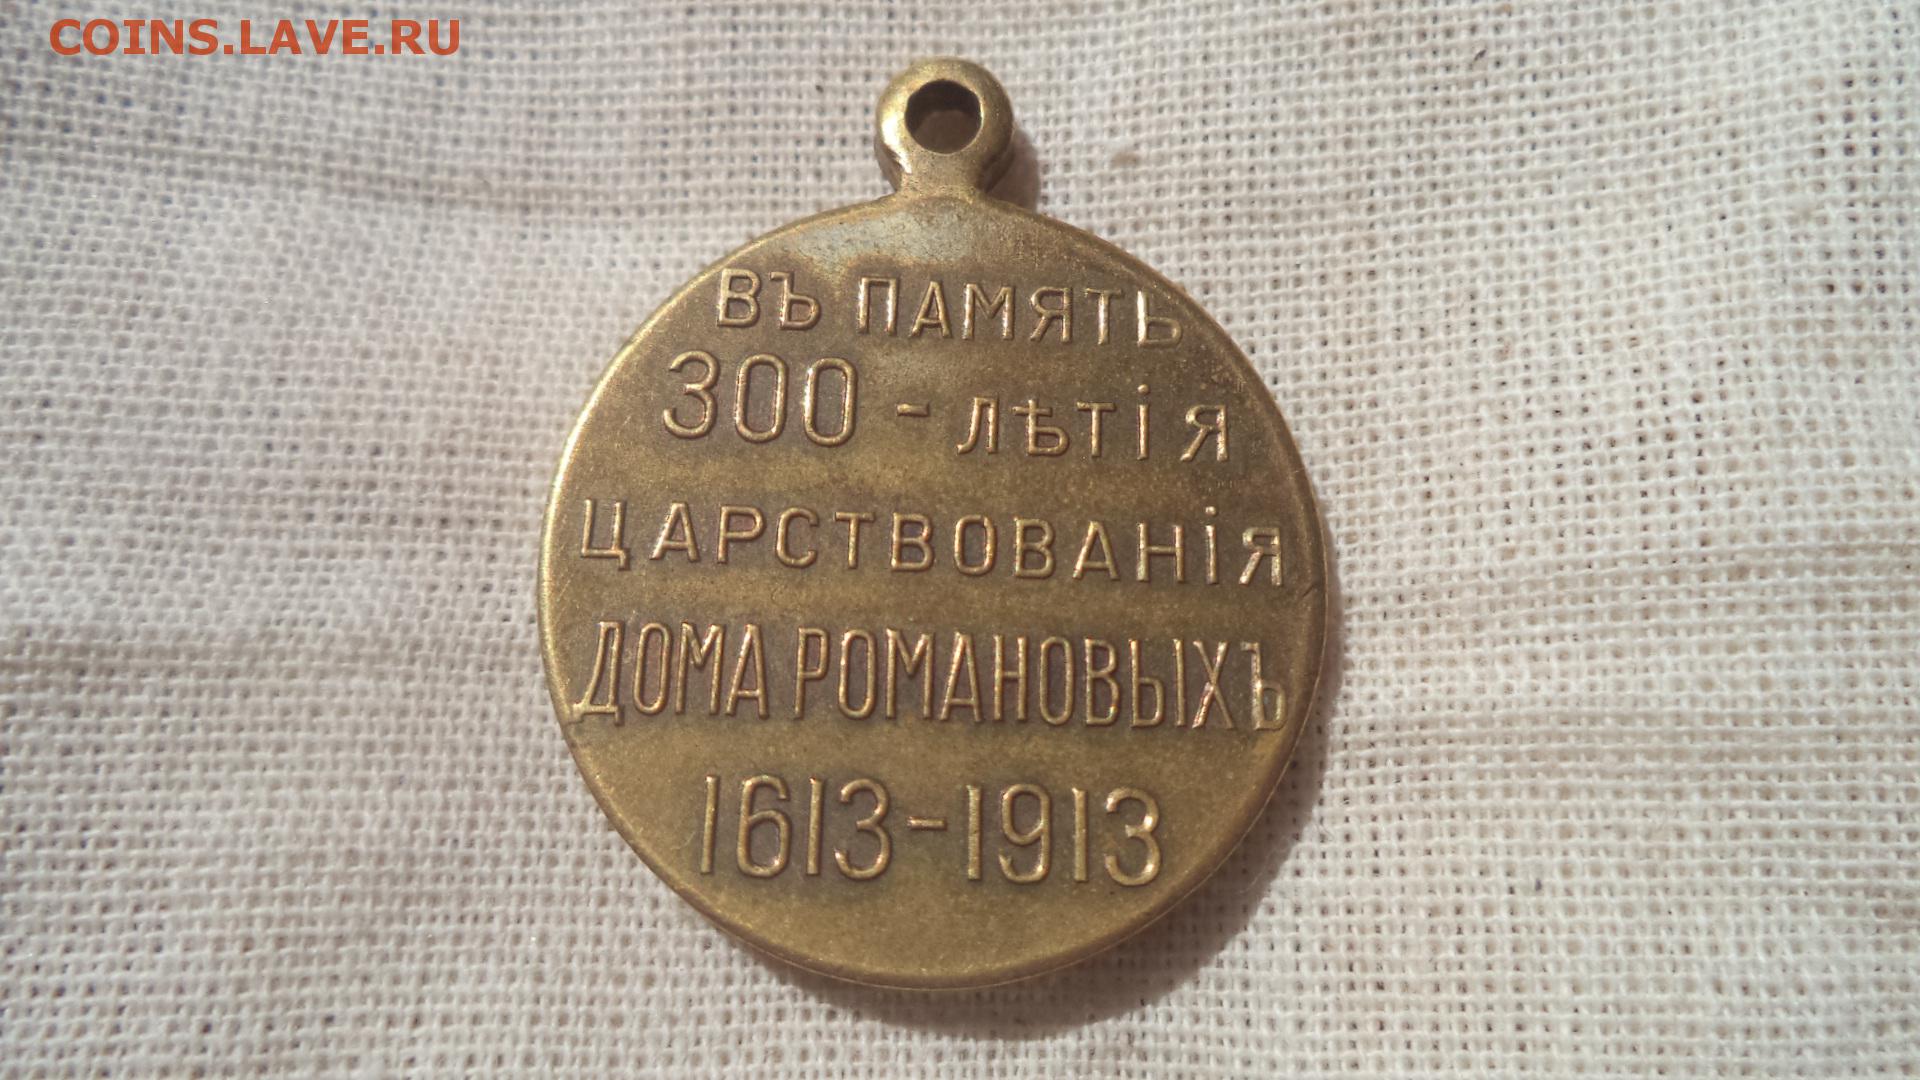 COINS.LAVE.RU
ВЪ ПАМЯТЬ
300 - ЛѢТІЯ
ЦАРСТВОВАНІЯ
ДОМА РОМАНОВЫХЪ
1613-1913